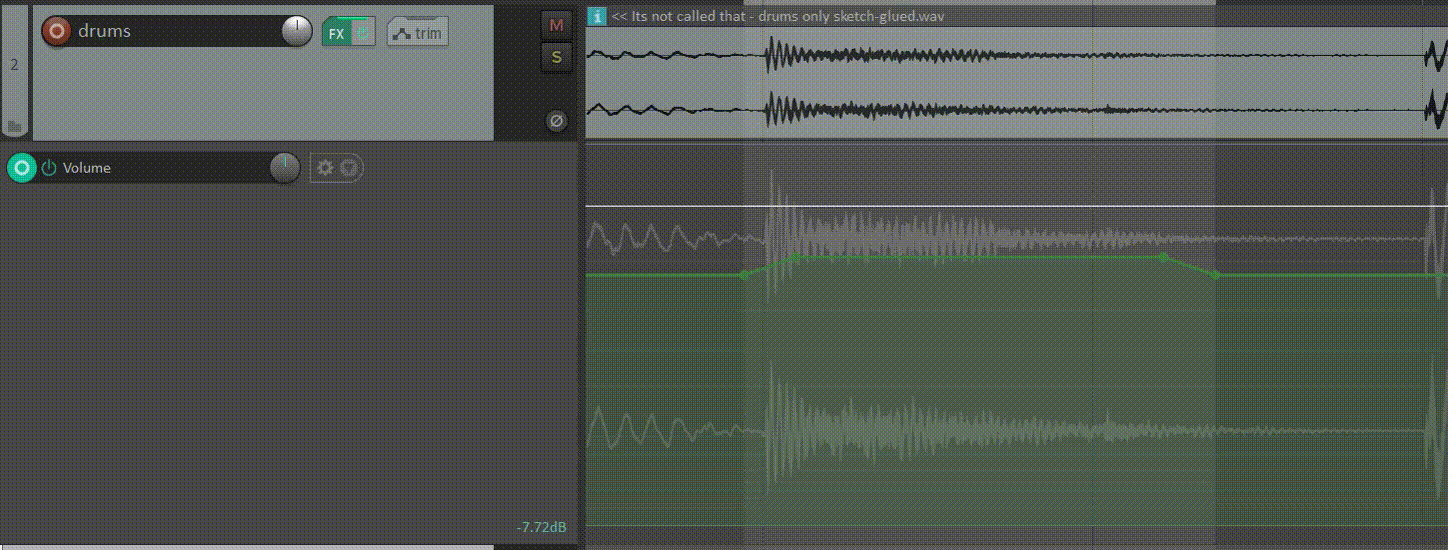 << Its not called that - drums only sketch-glued.wav
drums
FX
trim
M
S
2
Ø
Volume
-7.72dB